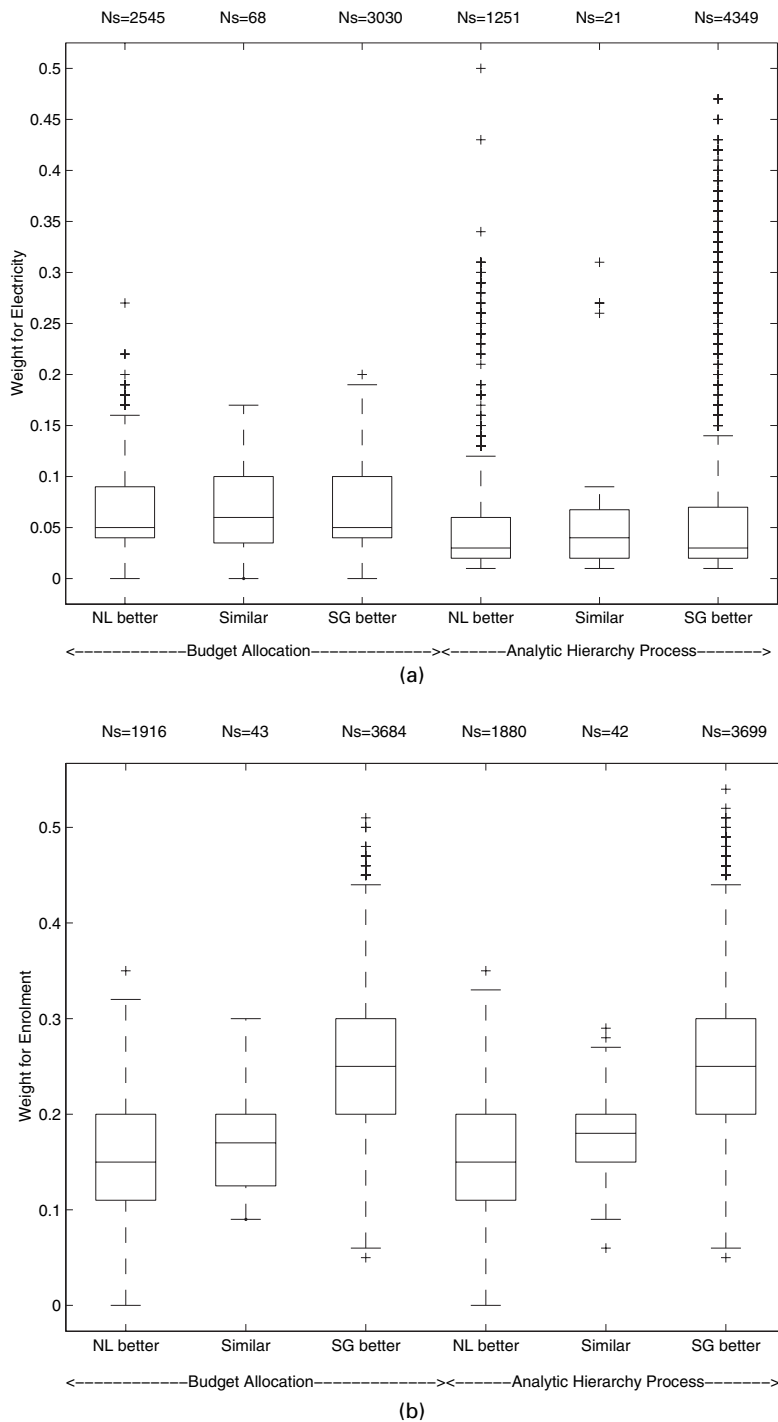 Ns=2545 Ns=68 Ns=3030 Ns=1251 Ns=21 Ns=4349
0.5
0.45
0.4
0.35
0.3
0.25
0.2
0.15
0.1
0.05
0
Weight for Electricity
NL better Similar SG better NL better Similar SG better
<------------Budget Allocation-------------><------Analytic Hierarchy Process------->
(a)
Ns=1916 Ns=43 Ns=3684 Ns=1880 Ns=42 Ns=3699
0.5
0.4
0.3
0.2
0.1
0
Weight for Enrolment
NL better Similar SG better NL better Similar SG better
<------------Budget Allocation-------------><------Analytic Hierarchy Process------->
(b)